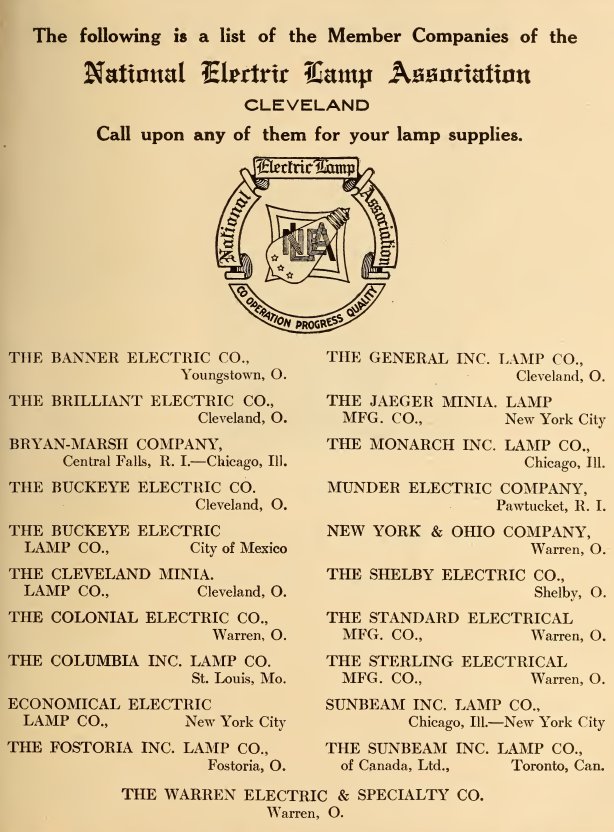 The following is a list of the Member Companies of the
National Electric Lamp Association
CLEVELAND
Call upon any of them for your lamp supplies.
National Electric Lamp Association
NELA
CO OPERATION PROGRESS QUALITY
THE BANNER ELECTRIC CO.,
Youngstown, O.
THE BRILLIANT ELECTRIC CO.,
Cleveland, O.
BRYAN-MARSH COMPANY,
Central Falls, R. I.—Chicago, Ill.
THE BUCKEYE ELECTRIC CO.
Cleveland, O.
THE BUCKEYE ELECTRIC
LAMP CO., City of Mexico
THE CLEVELAND MINIA.
LAMP CO., Cleveland, O.
THE COLONIAL ELECTRIC CO.,
Warren, O.
THE COLUMBIA INC. LAMP CO.
St. Louis, Mo.
ECONOMICAL ELECTRIC
LAMP CO., New York City
THE FOSTORIA INC. LAMP CO.,
Fostoria, O.
THE GENERAL INC. LAMP CO.,
Cleveland, O.
THE JAEGER MINIA. LAMP
MFG. CO., New York City
THE MONARCH INC. LAMP CO.,
Chicago, Ill.
MUNDER ELECTRIC COMPANY,
Pawtucket, R. I.
NEW YORK & OHIO COMPANY,
Warren, O.
THE SHELBY ELECTRIC CO.,
Shelby, O.
THE STANDARD ELECTRICAL
MFG. CO., Warren, O.
THE STERLING ELECTRICAL
MFG. CO., Warren, O.
SUNBEAM INC. LAMP CO.,
Chicago, Ill.—New York City
THE SUNBEAM INC. LAMP CO.,
of Canada, Ltd., Toronto, Can.
THE WARREN ELECTRIC & SPECIALTY CO.
Warren, O.